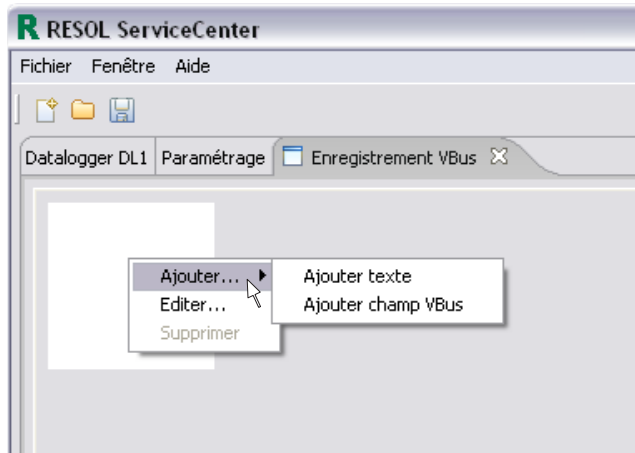 RESOL ServiceCenter
Fichier Fenêtre Aide
Datalogger DL1 Paramétrage Enregistrement VBus
Ajouter... Ajouter texte
Editer... Ajouter champ VBus
Supprimer